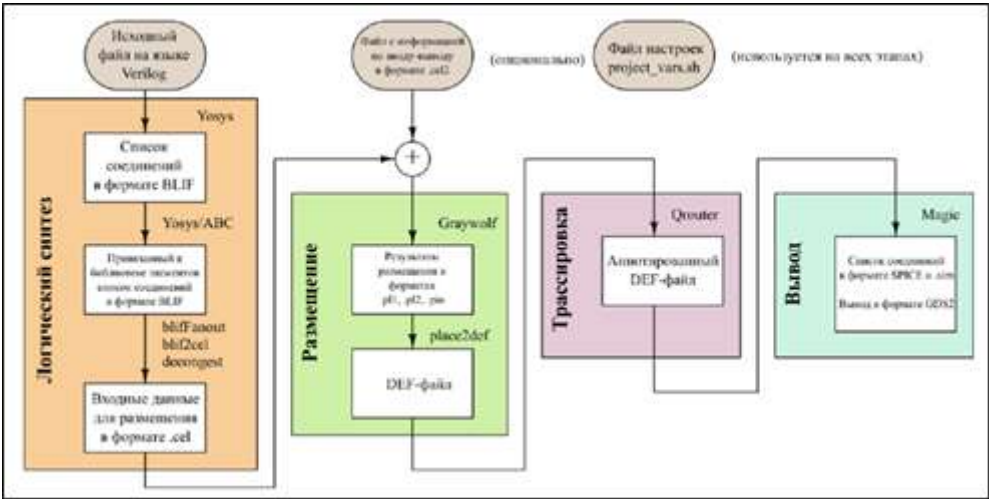 Исходный
файл на языке
Verilog
Файл с информацией
по вводу-выводу
в формате .cel2
(опционально)
Файл настроек
project_vars.sh
(используется на всех этапах)
Логический синтез
Yosys
Список
соединений
в формате BLIF
Yosys/ABC
Привязанный к
библиотеке элементов
список соединений
в формате BLIF
blifFanout
blif2cel
decongest
Входные данные
для размещения
в формате .cel
+
Размещение
Graywolf
Результаты
размещения в
форматах
pl1, .pl2, .pin
place2def
DEF-файл
Трассировка
Qrouter
Аннотированный
DEF-файл
Вывод
Magic
Список соединений
в формате SPICE и .sim
Вывод в формате GDS2